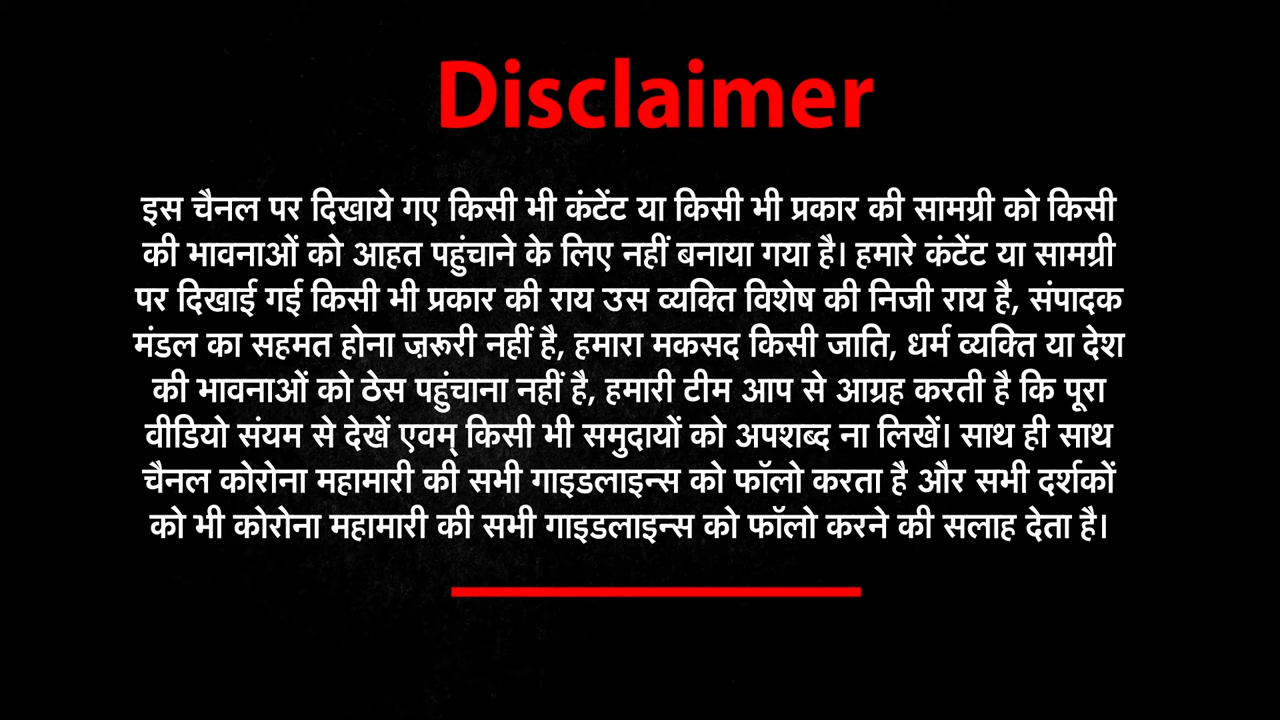 Disclaimer
इस चैनल पर दिखाये गए किसी भी कंटेंट या किसी भी प्रकार की सामग्री को किसी
की भावनाओं को आहत पहुंचाने के लिए नहीं बनाया गया है। हमारे कंटेंट या सामग्री
पर दिखाई गई किसी भी प्रकार की राय उस व्यक्ति विशेष की निजी राय है, संपादक
मंडल का सहमत होना ज़रूरी नहीं है, हमारा मकसद किसी जाति, धर्म व्यक्ति या देश
की भावनाओं को ठेस पहुंचाना नहीं है, हमारी टीम आप से आग्रह करती है कि पूरा
वीडियो संयम से देखें एवम् किसी भी समुदायों को अपशब्द ना लिखें। साथ ही साथ
चैनल कोरोना महामारी की सभी गाइडलाइन्स को फॉलो करता है और सभी दर्शकों
को भी कोरोना महामारी की सभी गाइडलाइन्स को फॉलो करने की सलाह देता है।